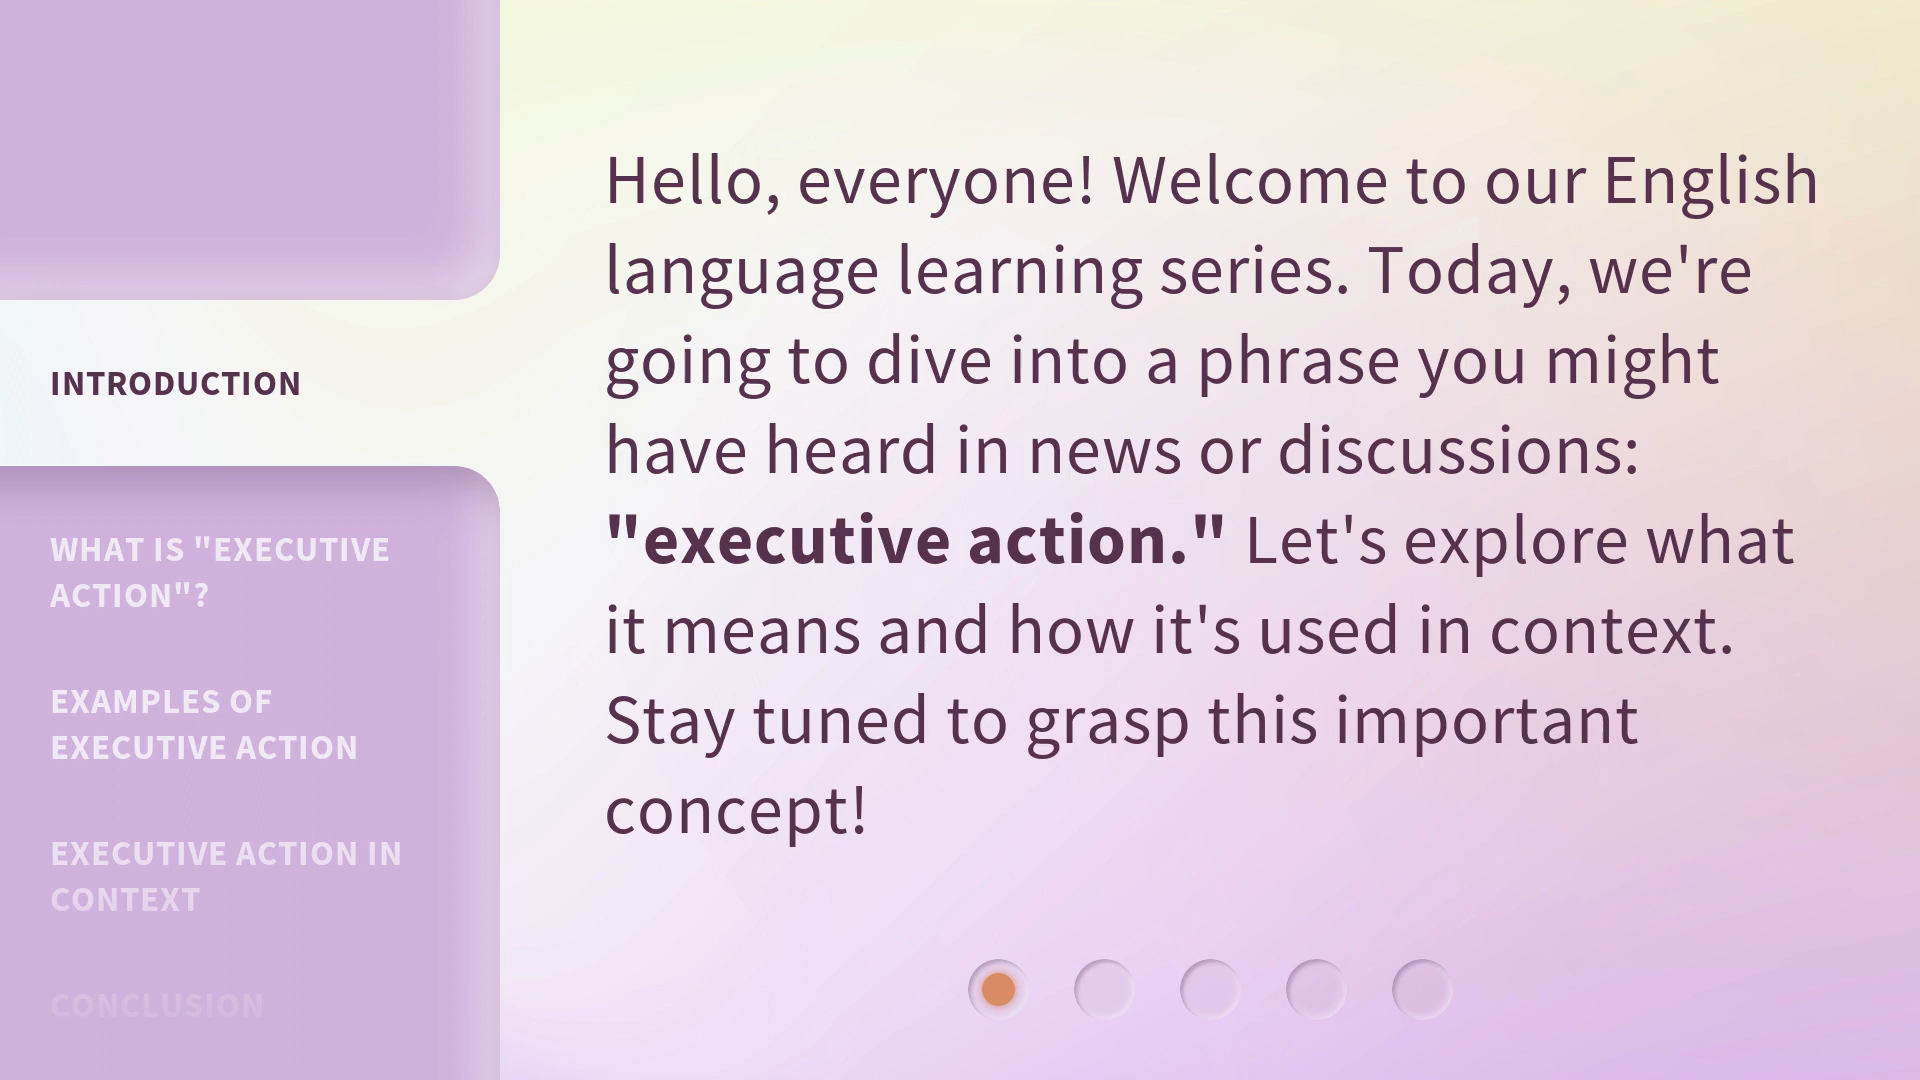 INTRODUCTION
WHAT IS "EXECUTIVE
ACTION"?
EXAMPLES OF
EXECUTIVE ACTION
EXECUTIVE ACTION IN
CONTEXT
CONCLUSION
Hello, everyone! Welcome to our English
language learning series. Today, we're
going to dive into a phrase you might
have heard in news or discussions:
"executive action." Let's explore what
it means and how it's used in context.
Stay tuned to grasp this important
concept!